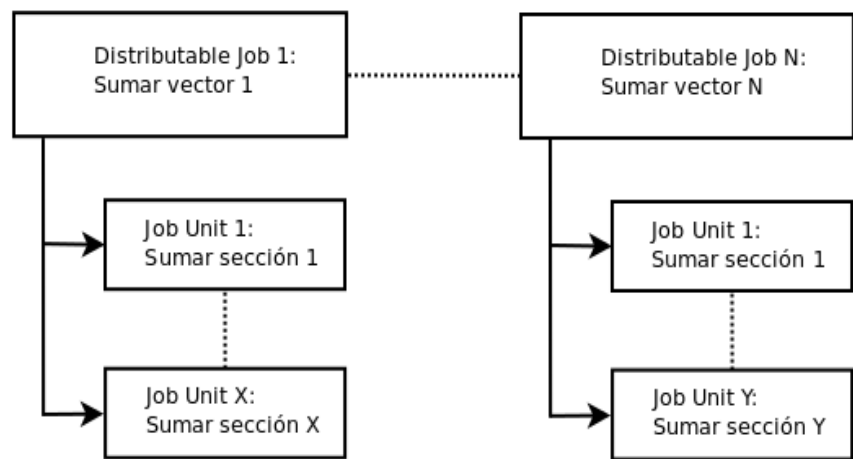 Distributable Job 1:
Sumar vector 1
Distributable Job N:
Sumar vector N
Job Unit 1:
Sumar sección 1
Job Unit 1:
Sumar sección 1
Job Unit X:
Sumar sección X
Job Unit Y:
Sumar sección Y